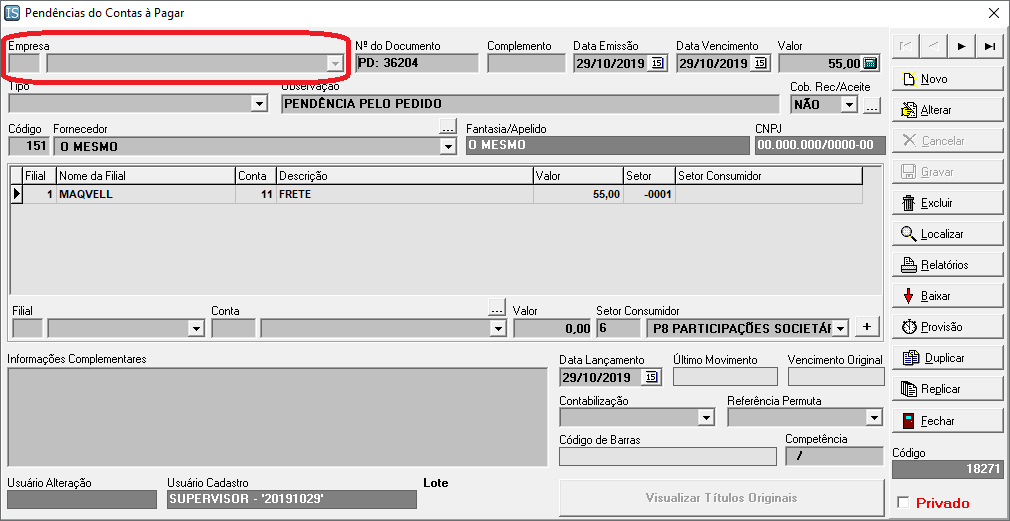 IS Pendências do Contas à Pagar
Empresa
Nº do Documento Complemento Data Emissão Data Vencimento Valor
PD: 36204 29/10/2019 15 29/10/2019 15 55,00
Tipo Observação Cob. Rec/Aceite
PENDÊNCIA PELO PEDIDO NÃO ...
Código Fornecedor ... Fantasia/Apelido CNPJ
151 O MESMO O MESMO 00.000.000/0000-00
Filial Nome da Filial Conta Descrição Valor Setor Setor Consumidor
1 MAQVELL 11 FRETE 55,00 -0001
Filial Conta ... Valor Setor Consumidor
0,00 6 P8 PARTICIPAÇÕES SOCIETÁR +
Informações Complementares
Data Lançamento Último Movimento Vencimento Original
29/10/2019 15
Contabilização Referência Permuta
Código de Barras Competência
/
Usuário Alteração Usuário Cadastro Lote
SUPERVISOR - '20191029'
Visualizar Títulos Originais
Novo
Alterar
Cancelar
Gravar
Excluir
Localizar
Relatórios
Baixar
Provisão
Duplicar
Replicar
Fechar
Código
18271
Privado